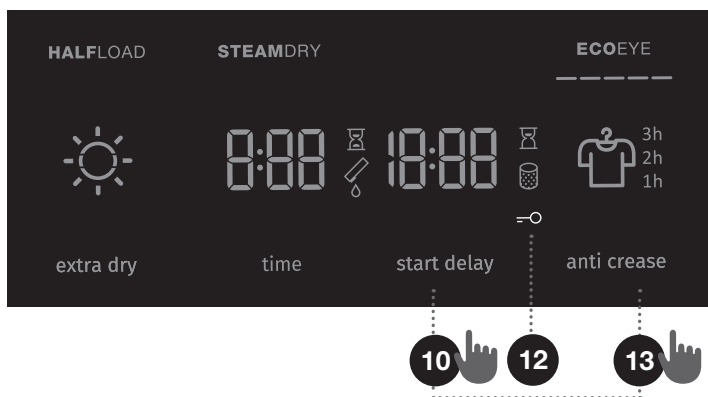 HALFLOAD STEAMDRY ECOEYE
8:88 18:88 3h
2h
1h
extra dry time start delay anti crease
10 12 13